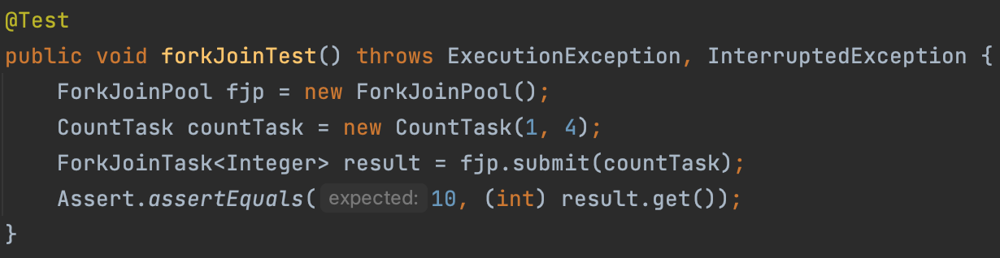 @Test
public void forkJoinTest() throws ExecutionException, InterruptedException {
    ForkJoinPool fjp = new ForkJoinPool();
    CountTask countTask = new CountTask(1, 4);
    ForkJoinTask<Integer> result = fjp.submit(countTask);
    Assert.assertEquals( expected: 10, (int) result.get());
}